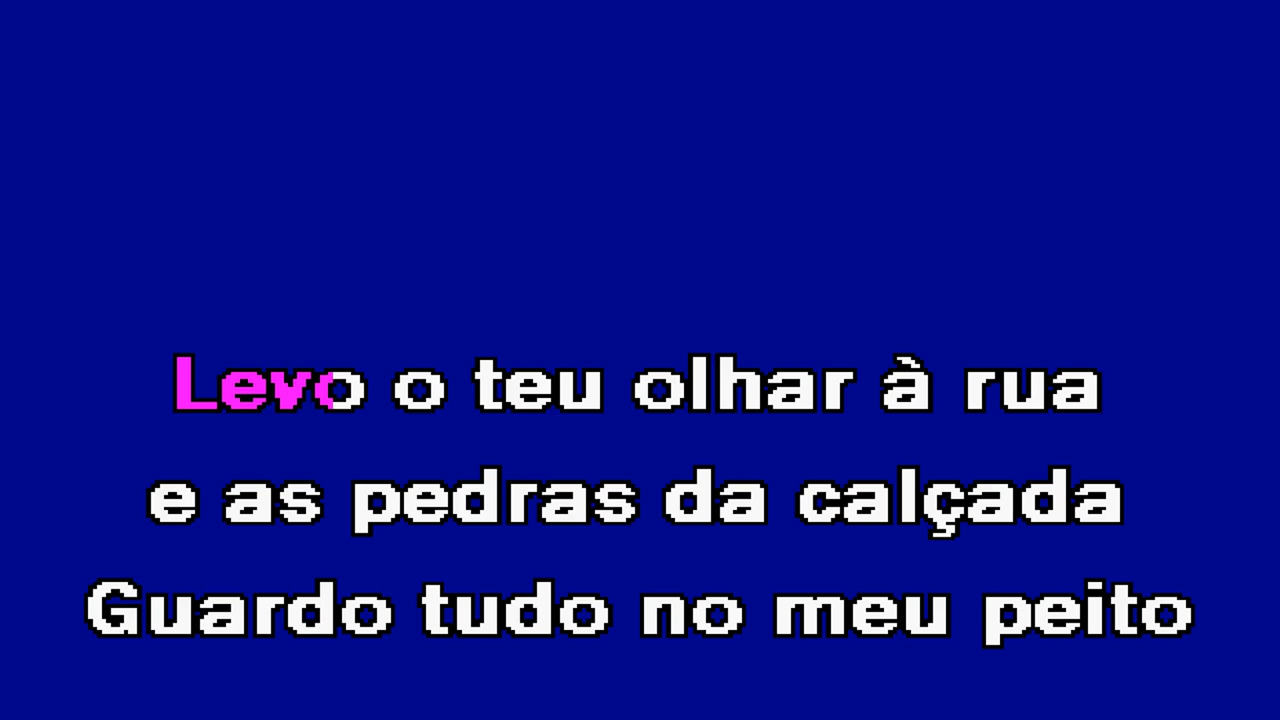 Levo o teu olhar à rua
e as pedras da calçada
Guardo tudo no meu peito